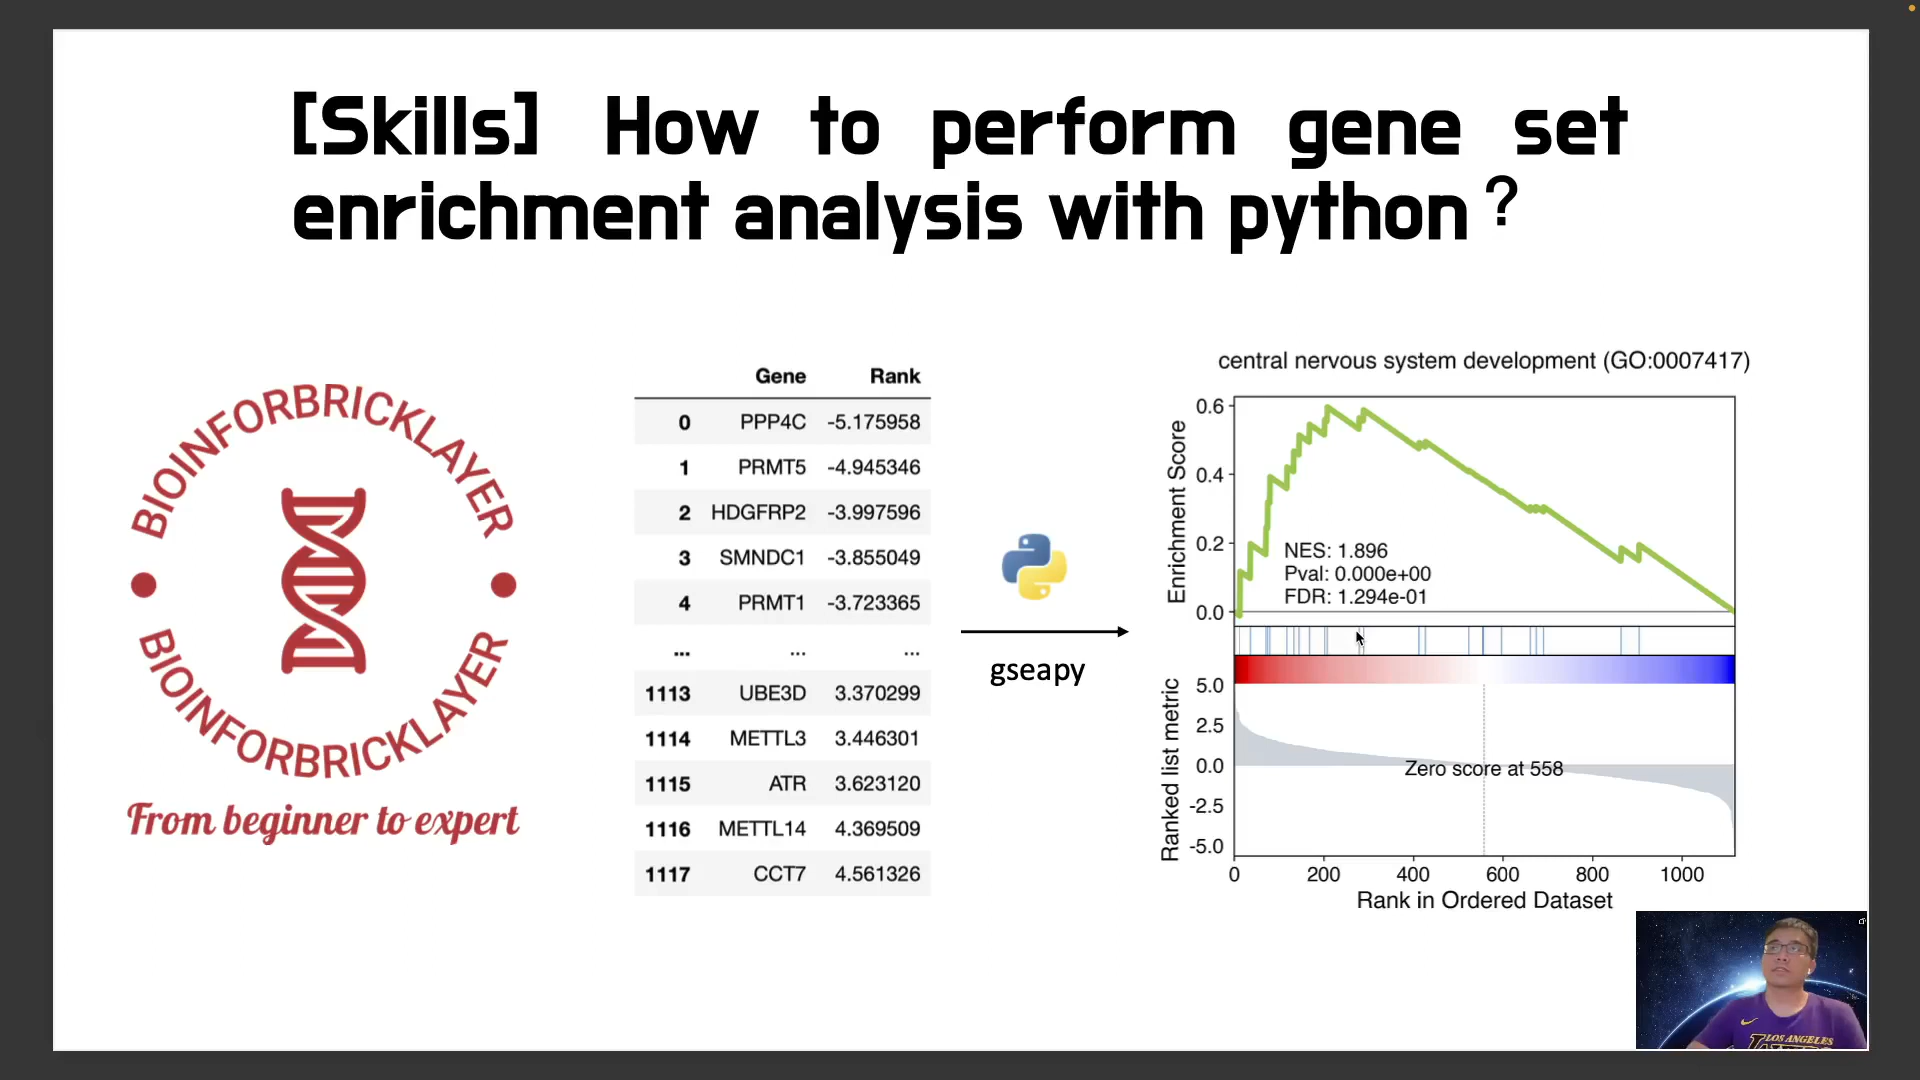 [Skills] How to perform gene set
enrichment analysis with python?
BIOINFORBRICKLAYER
BIOINFORBRICKLAYER
From beginner to expert
Gene Rank
0 PPP4C -5.175958
1 PRMT5 -4.945346
2 HDGFRP2 -3.997596
3 SMNDC1 -3.855049
4 PRMT1 -3.723365
... ... ...
1113 UBE3D 3.370299
1114 METTL3 3.446301
1115 ATR 3.623120
1116 METTL14 4.369509
1117 CCT7 4.561326
gseapy
central nervous system development (GO:0007417)
Enrichment Score
0.6
0.4
0.2
0.0
NES: 1.896
Pval: 0.000e+00
FDR: 1.294e-01
Ranked list metric
5.0
2.5
0.0
-2.5
-5.0
Zero score at 558
0 200 400 600 800 1000
Rank in Ordered Dataset
LOS ANGELES